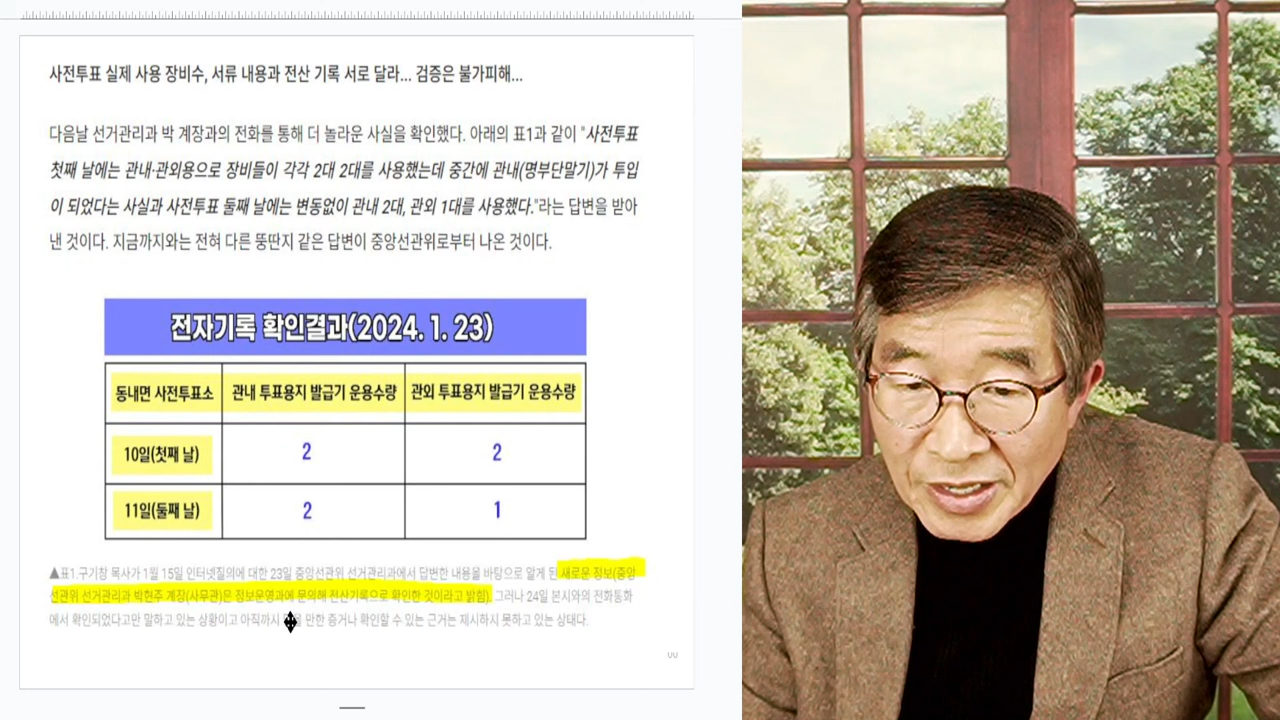 사전투표 실제 사용 장비수, 서류 내용과 전산 기록 서로 달라... 검증은 불가피해...
다음날 선거관리과 박 계장과의 전화를 통해 더 놀라운 사실을 확인했다. 아래의 표1과 같이 "사전투표
첫째 날에는 관내·관외용으로 장비들이 각각 2대 2대를 사용했는데 중간에 관내(명부단말기)가 투입
이 되었다는 사실과 사전투표 둘째 날에는 변동없이 관내 2대, 관외 1대를 사용했다."라는 답변을 받아
낸 것이다. 지금까지와는 전혀 다른 뚱딴지 같은 답변이 중앙선관위로부터 나온 것이다.
전자기록 확인결과(2024. 1. 23)
동내면 사전투표소 관내 투표용지 발급기 운용수량 관외 투표용지 발급기 운용수량
10일(첫째 날) 2 2
11일(둘째 날) 2 1
▲표1.구기창 목사가 1월 15일 인터넷질의에 대한 23일 중앙선관위 선거관리과에서 답변한 내용을 바탕으로 알게 된 새로운 정보(중앙
선관위 선거관리과 박현주 계장(사무관)은 정보운영과에 문의해 전산기록으로 확인한 것이라고 밝힘). 그러나 24일 본지와의 전화통화
에서 확인되었다고만 말하고 있는 상황이고 아직까지 만한 증거나 확인할 수 있는 근거는 제시하지 못하고 있는 상태다.